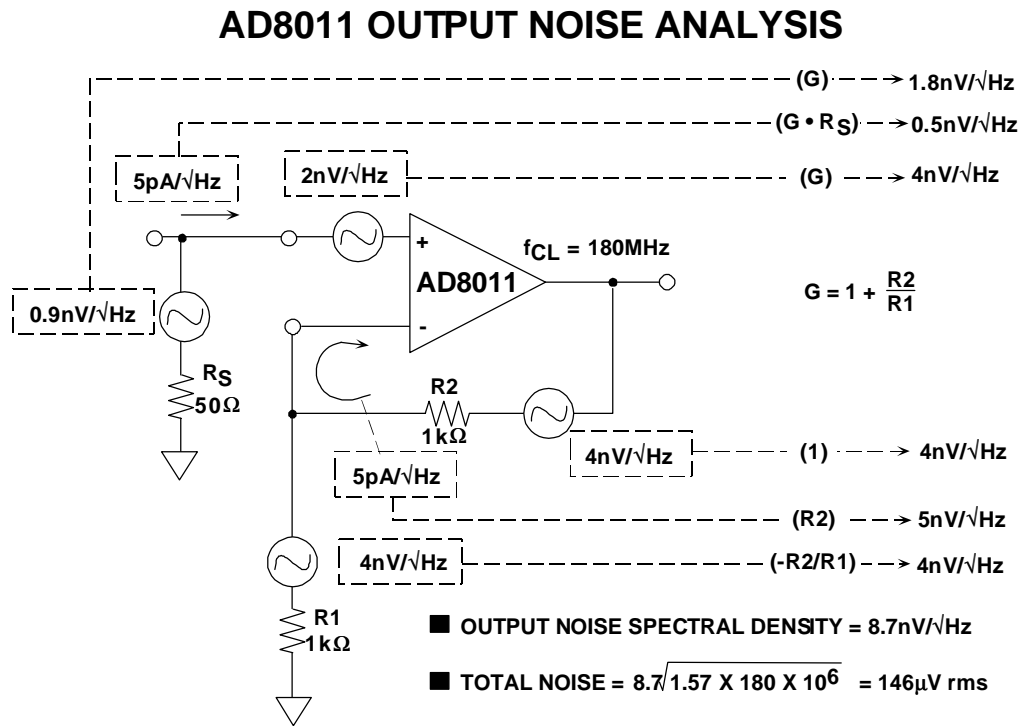 AD8011 OUTPUT NOISE ANALYSIS
(G) 1.8nV/√Hz
(G • RS) 0.5nV/√Hz
5pA/√Hz
2nV/√Hz (G) 4nV/√Hz
+
fCL = 180MHz
AD8011
G = 1 + R2/R1
0.9nV/√Hz
-
RS
50Ω
R2
1kΩ
4nV/√Hz (1) 4nV/√Hz
5pA/√Hz
(R2) 5nV/√Hz
4nV/√Hz (-R2/R1) 4nV/√Hz
R1
1kΩ
■ OUTPUT NOISE SPECTRAL DENSITY = 8.7nV/√Hz
■ TOTAL NOISE = 8.7√1.57 X 180 X 10⁶ = 146μV rms